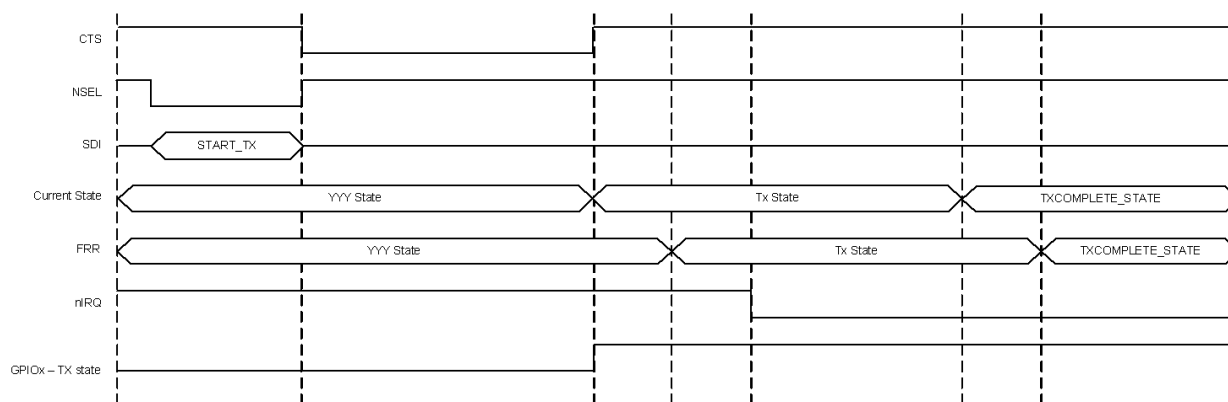 CTS
NSEL
SDI START_TX
Current State YYY State Tx State TXCOMPLETE_STATE
FRR YYY State Tx State TXCOMPLETE_STATE
nIRQ
GPIOx – TX state